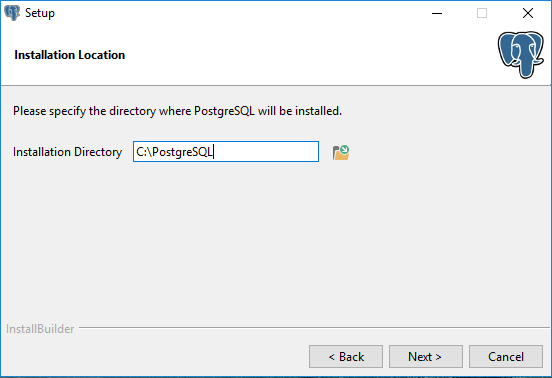 Setup
Installation Location
Please specify the directory where PostgreSQL will be installed.
Installation Directory C:\PostgreSQL
InstallBuilder
< Back Next > Cancel